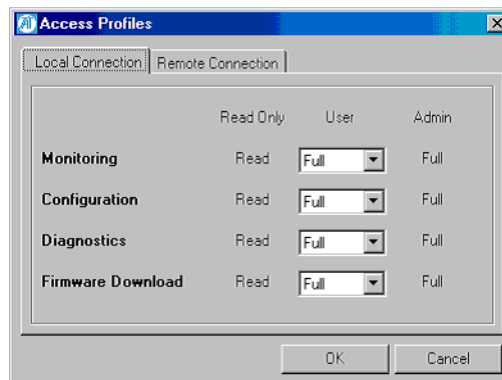 Access Profiles
Local Connection Remote Connection
Read Only User Admin
Monitoring Read Full Full
Configuration Read Full Full
Diagnostics Read Full Full
Firmware Download Read Full Full
OK Cancel